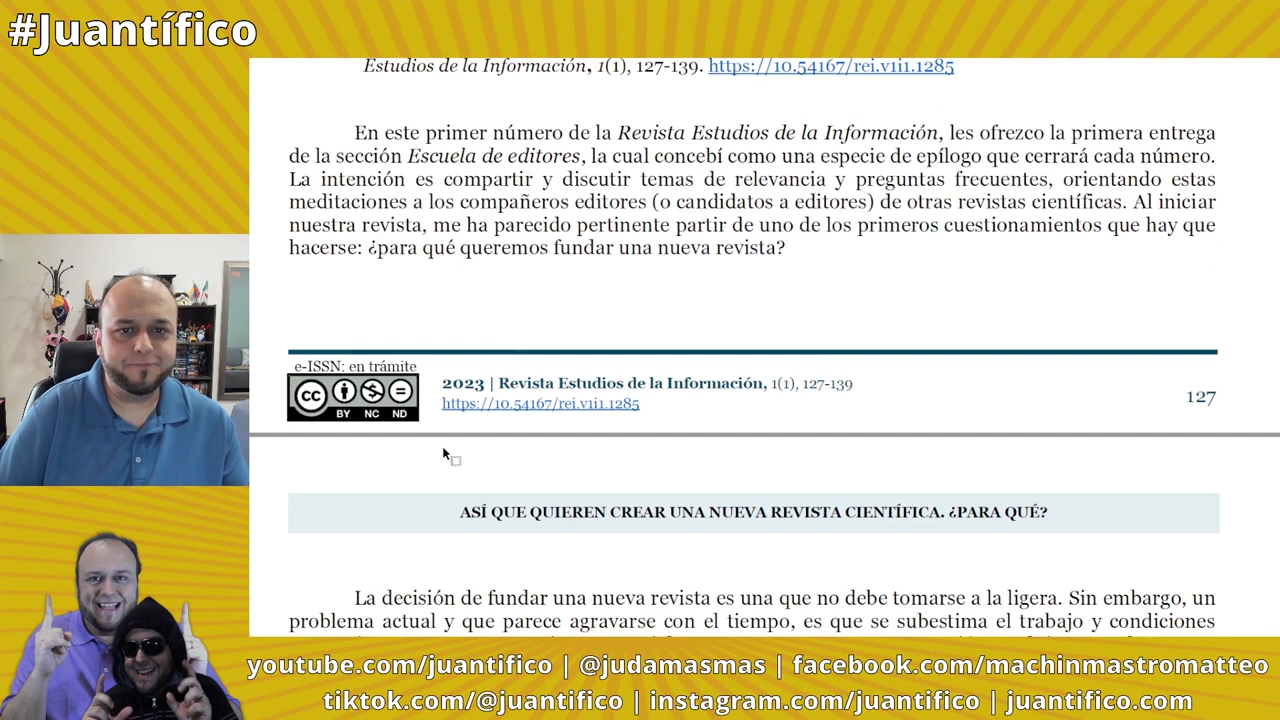 #Juantífico
Estudios de la Información, 1(1), 127-139. https://10.54167/rei.v1i1.1285
En este primer número de la Revista Estudios de la Información, les ofrezco la primera entrega
de la sección Escuela de editores, la cual concebí como una especie de epílogo que cerrará cada número.
La intención es compartir y discutir temas de relevancia y preguntas frecuentes, orientando estas
meditaciones a los compañeros editores (o candidatos a editores) de otras revistas científicas. Al iniciar
nuestra revista, me ha parecido pertinente partir de uno de los primeros cuestionamientos que hay que
hacerse: ¿para qué queremos fundar una nueva revista?
e-ISSN: en trámite
cc BY NC ND
2023 | Revista Estudios de la Información, 1(1), 127-139
https://10.54167/rei.v1i1.1285
127
ASÍ QUE QUIEREN CREAR UNA NUEVA REVISTA CIENTÍFICA. ¿PARA QUÉ?
La decisión de fundar una nueva revista es una que no debe tomarse a la ligera. Sin embargo, un
problema actual y que parece agravarse con el tiempo, es que se subestima el trabajo y condiciones
youtube.com/juantifico | @judamasmas | facebook.com/machinmastromatteo
tiktok.com/@juantifico | instagram.com/juantifico | juantifico.com